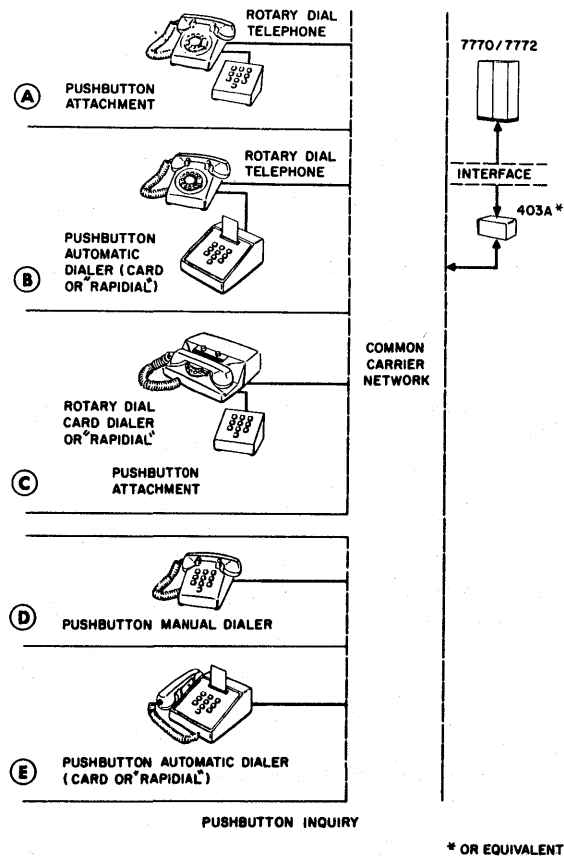 ROTARY DIAL
TELEPHONE
PUSHBUTTON
ATTACHMENT
A
ROTARY DIAL
TELEPHONE
PUSHBUTTON
AUTOMATIC
DIALER (CARD
OR "RAPIDIAL")
B
ROTARY DIAL
CARD DIALER
OR "RAPIDIAL"
PUSHBUTTON
ATTACHMENT
C
D
PUSHBUTTON MANUAL DIALER
E
PUSHBUTTON AUTOMATIC DIALER
(CARD OR "RAPIDIAL")
COMMON
CARRIER
NETWORK
7770/7772
INTERFACE
403A*
PUSHBUTTON INQUIRY
* OR EQUIVALENT